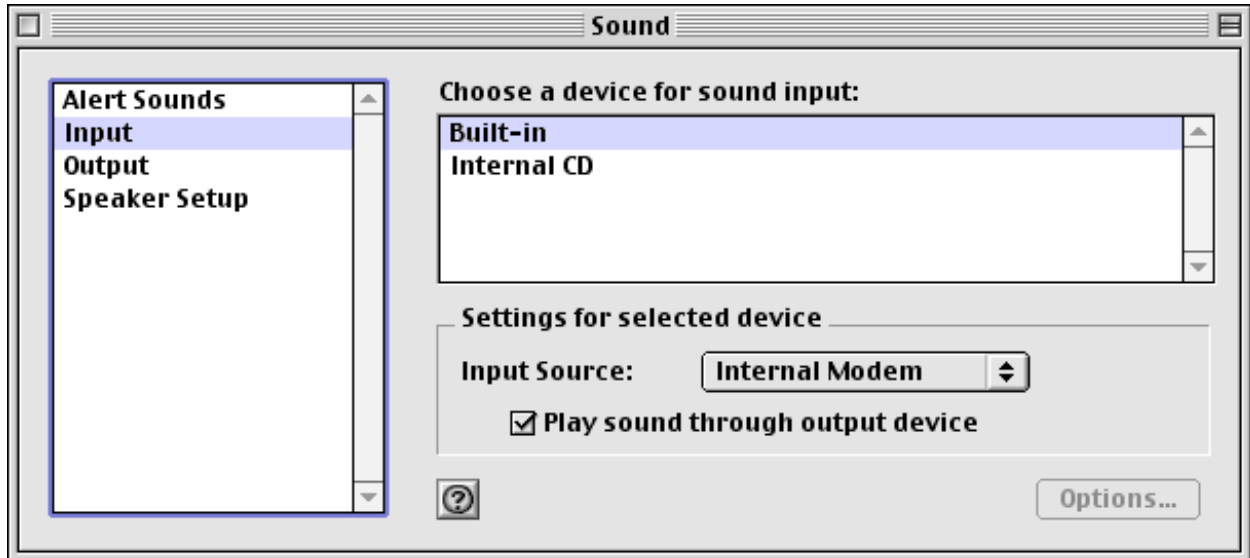 Sound
Alert Sounds
Input
Output
Speaker Setup
Choose a device for sound input:
Built-in
Internal CD
Settings for selected device
Input Source: Internal Modem
Play sound through output device
?
Options...